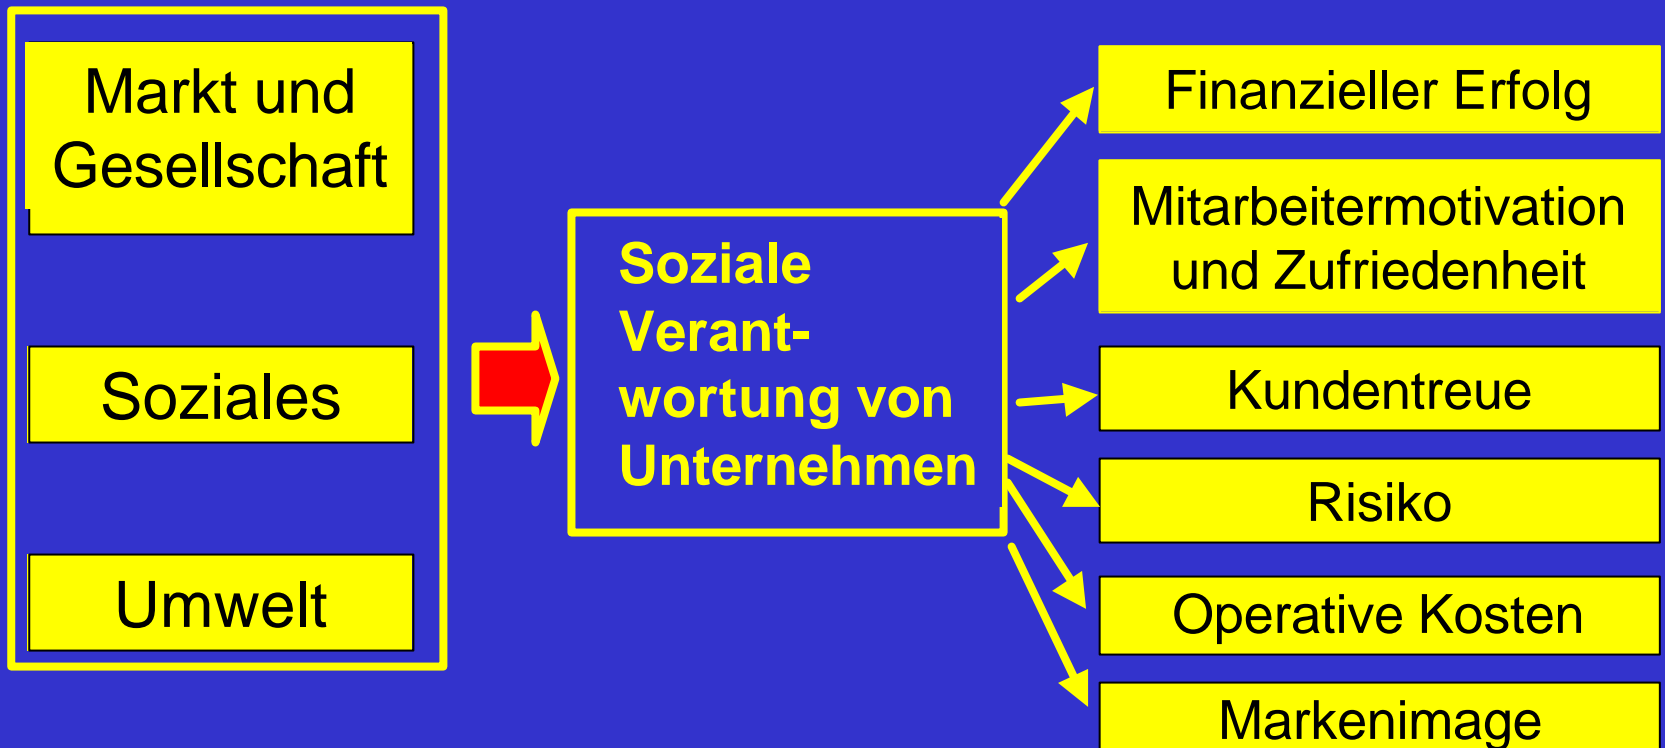 Markt und
Gesellschaft
Soziales
Umwelt
Soziale
Verant-
wortung von
Unternehmen
Finanzieller Erfolg
Mitarbeitermotivation
und Zufriedenheit
Kundentreue
Risiko
Operative Kosten
Markenimage